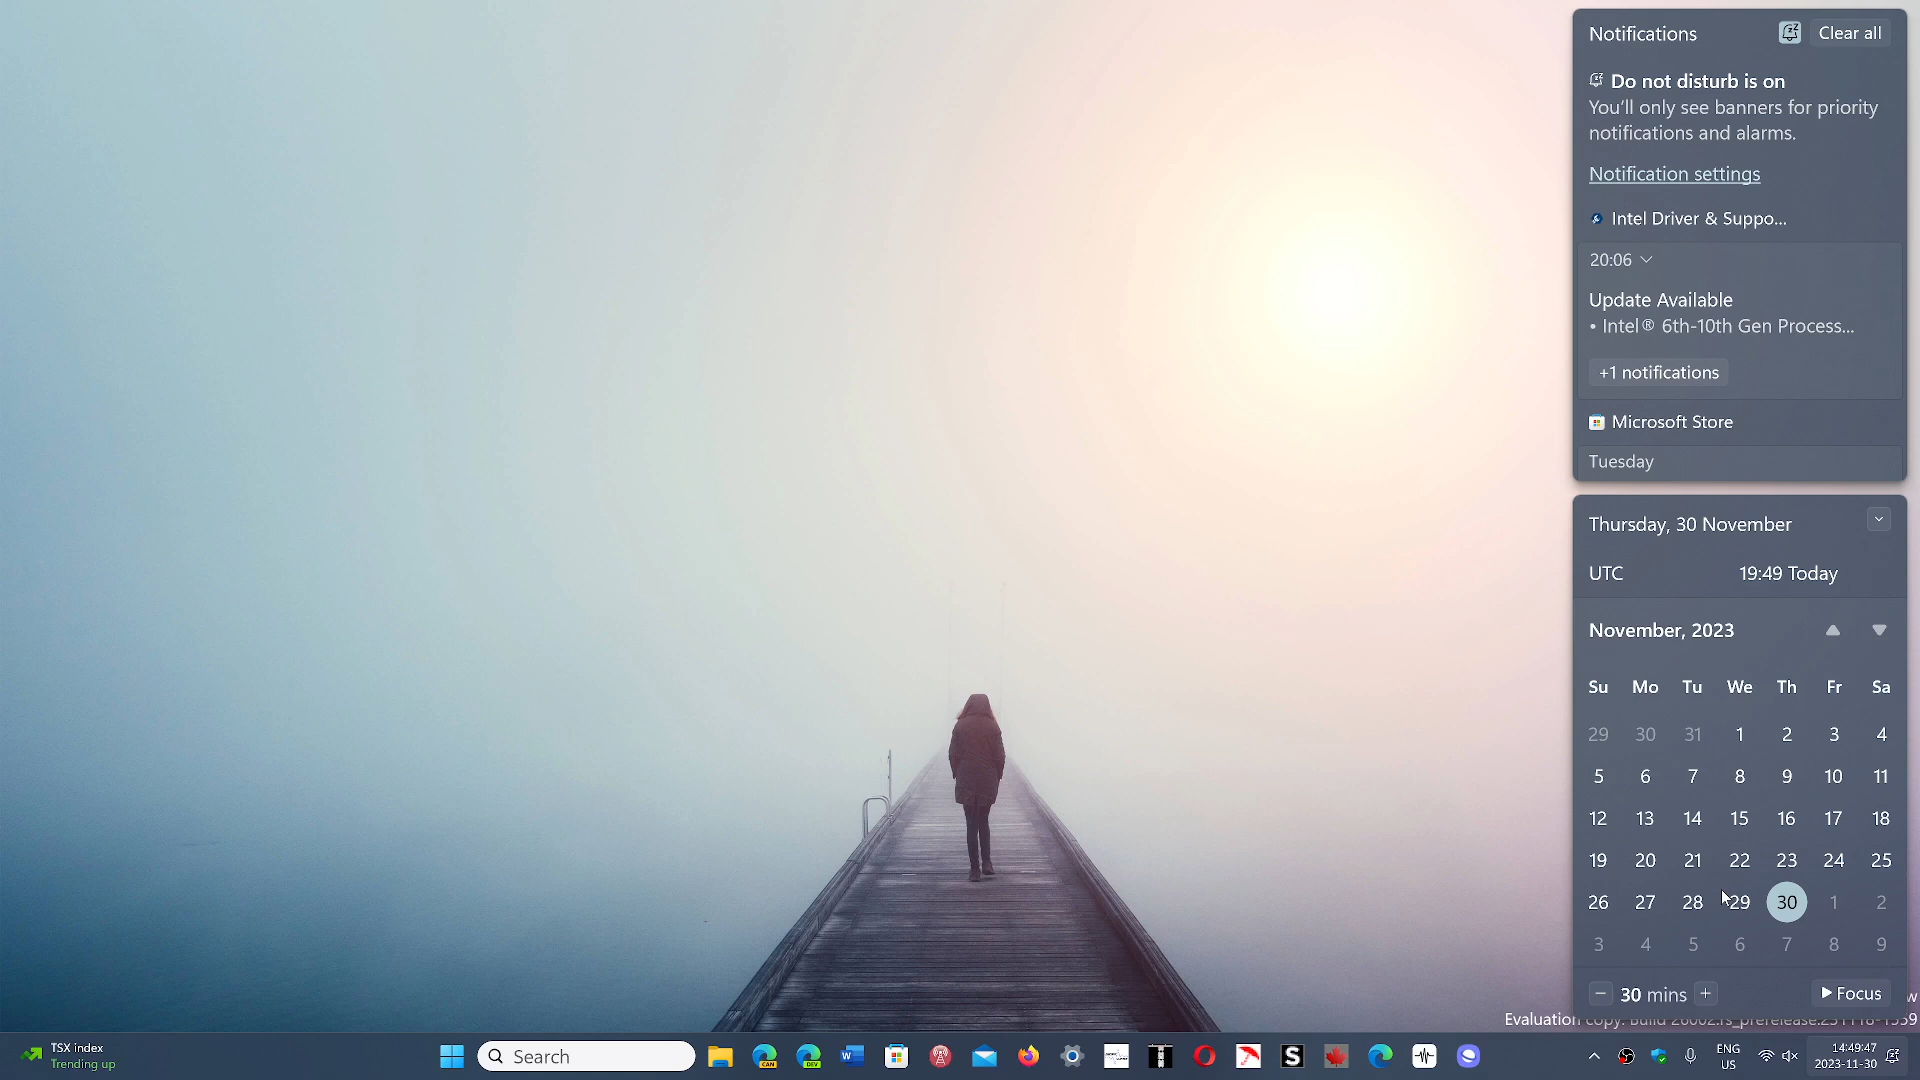 Notifications
Clear all
Do not disturb is on
You'll only see banners for priority
notifications and alarms.
Notification settings
Intel Driver & Suppo...
20:06
Update Available
• Intel® 6th-10th Gen Process...
+1 notifications
Microsoft Store
Tuesday
Thursday, 30 November
UTC 19:49 Today
November, 2023
Su Mo Tu We Th Fr Sa
29 30 31 1 2 3 4
5 6 7 8 9 10 11
12 13 14 15 16 17 18
19 20 21 22 23 24 25
26 27 28 29 30 1 2
3 4 5 6 7 8 9
30 mins
Focus
Evaluation copy. Build
TSX index
Trending up
Search
CAN
DEV
W
S
ENG
US
14:49:47
2023-11-30